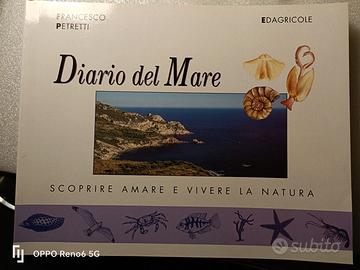 FRANCESCO
PETRETTI
EDAGRICOLE
Diario del Mare
SCOPRIRE AMARE E VIVERE LA NATURA
OPPO Reno6 5G
subito